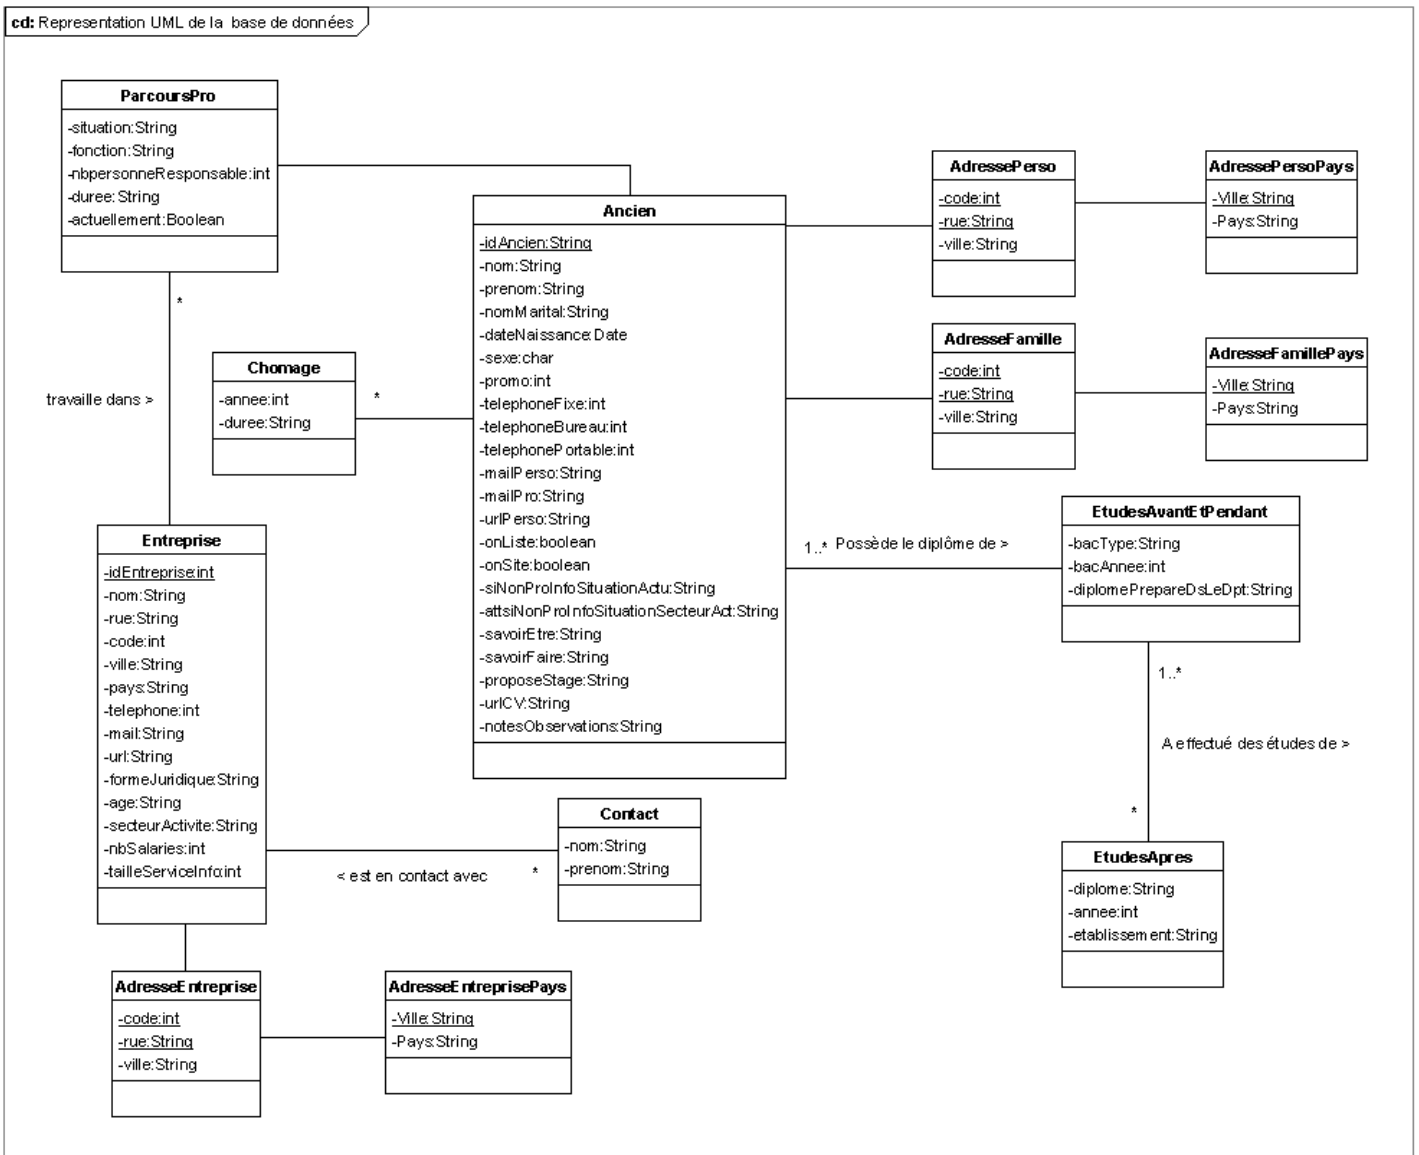 cd: Representation UML de la base de données
ParcoursPro
-situation:String
-fonction:String
-nbpersonneResponsable:int
-duree:String
-actuellement:Boolean
*
travaille dans >
Chomage
-annee:int
-duree:String
*
Ancien
-idAncien:String
-nom:String
-prenom:String
-nomMarital:String
-dateNaissance:Date
-sexe:char
-promo:int
-telephoneFixe:int
-telephoneBureau:int
-telephonePortable:int
-mailPerso:String
-mailPro:String
-urlPerso:String
-onListe:boolean
-onSite:boolean
-siNonProInfoSituationActu:String
-attsiNonProInfoSituationSecteurAct:String
-savoirEtre:String
-savoirFaire:String
-proposeStage:String
-urlCV:String
-notesObservations:String
AdressePerso
-code:int
-rue:String
-ville:String
AdressePersoPays
-Ville:String
-Pays:String
AdresseFamille
-code:int
-rue:String
-ville:String
AdresseFamillePays
-Ville:String
-Pays:String
1..* Possède le diplôme de >
EtudesAvantEtPendant
-bacType:String
-bacAnnee:int
-diplomePrepareDsLeDpt:String
1..*
A effectué des études de >
*
EtudesApres
-diplome:String
-annee:int
-etablissement:String
Entreprise
-idEntreprise:int
-nom:String
-rue:String
-code:int
-ville:String
-pays:String
-telephone:int
-mail:String
-url:String
-formeJuridique:String
-age:String
-secteurActivite:String
-nbSalaries:int
-tailleServiceInfo:int
< est en contact avec
*
Contact
-nom:String
-prenom:String
AdresseEntreprise
-code:int
-rue:String
-ville:String
AdresseEntreprisePays
-Ville:String
-Pays:String